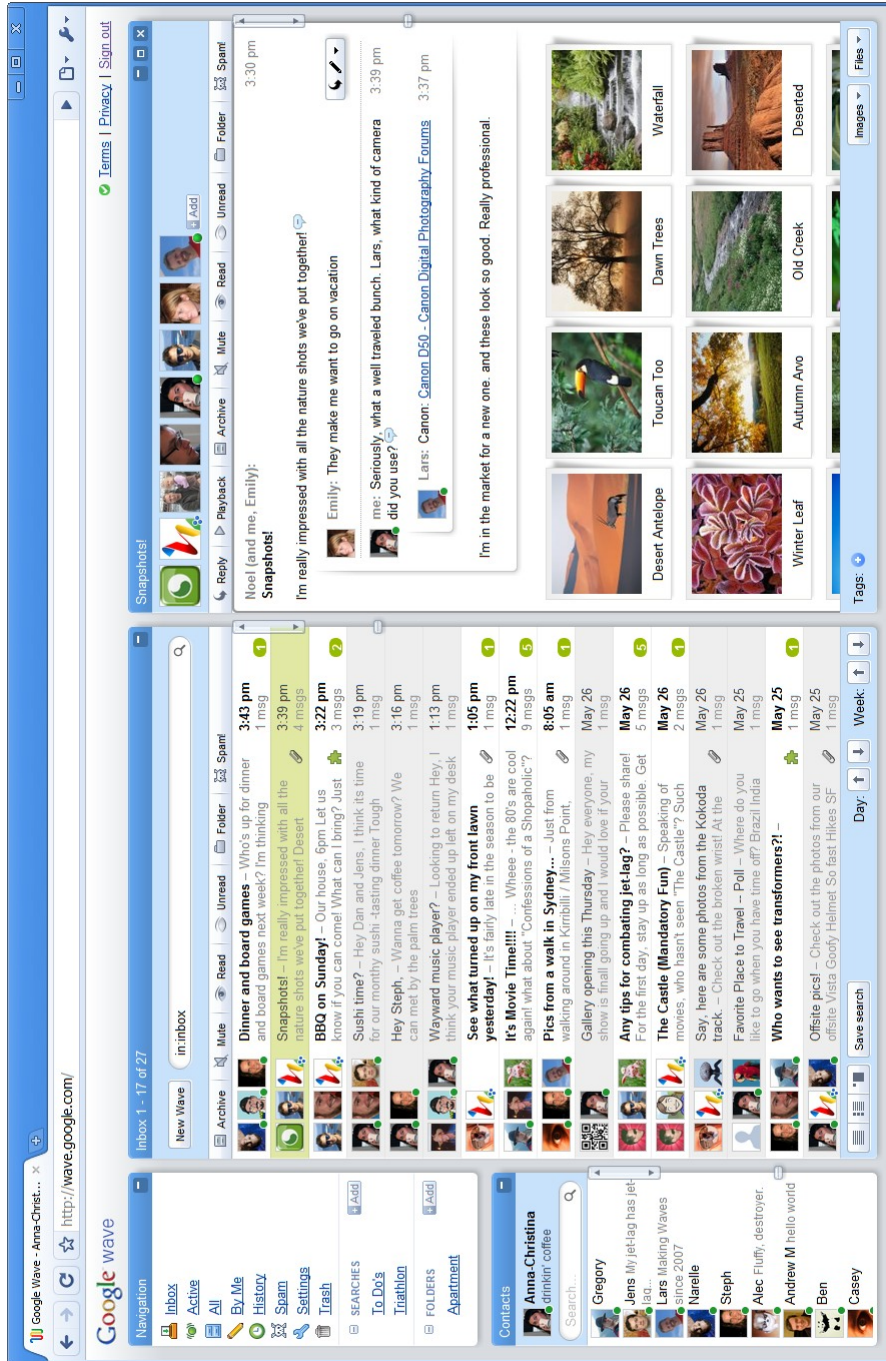 Google Wave - Anna-Christ...
http://wave.google.com/
Google wave
Terms | Privacy | Sign out
Navigation
Inbox
Active
All
By Me
History
Spam
Settings
Trash
SEARCHES
Add
To Do's
Triathlon
FOLDERS
Add
Apartment
Contacts
Anna-Christina
drinkin' coffee
Search...
Gregory
Jens My jet-lag has jet-
lag...
Lars Making Waves
since 2007
Narelle
Steph
Alec Fluffy, destroyer.
Andrew M hello world
Ben
Casey
Inbox 1 - 17 of 27
New Wave
in:inbox
Archive Mute Read Unread Folder Spam!
Dinner and board games – Who's up for dinner 3:43 pm
and board games next week? I'm thinking 1 msg 1
Snapshots! – I'm really impressed with all the 3:39 pm
nature shots we've put together! Desert 4 msgs
BBQ on Sunday! – Our house, 6pm Let us 3:22 pm
know if you can come! What can I bring? Just 3 msgs 2
Sushi time? – Hey Dan and Jens, I think its time 3:19 pm
for our monthy sushi -tasting dinner Tough 1 msg
Hey Steph, – Wanna get coffee tomorrow? We 3:16 pm
can met by the palm trees 1 msg
Wayward music player? – Looking to return Hey, I 1:13 pm
think your music player ended up left on my desk 1 msg
See what turned up on my front lawn 1:05 pm
yesterday! – It's fairly late in the season to be 1 msg 1
It's Movie Time!!!! – ... Wheee - the 80's are cool 12:22 pm
again! what about "Confessions of a Shopaholic"? 9 msgs 5
Pics from a walk in Sydney... – Just from 8:05 am
walking around in Kirribilli / Milsons Point, 1 msg 1
Gallery opening this Thursday – Hey everyone, my May 26
show is finall going up and I would love if your 1 msg
Any tips for combating jet-lag? – Please share! May 26
For the first day, stay up as long as possible. Get 5 msgs 5
The Castle (Mandatory Fun) – Speaking of May 26
movies, who hasn't seen "The Castle"? Such 2 msgs 1
Say, here are some photos from the Kokoda May 26
track. – Check out the broken wrist! At the 1 msg
Favorite Place to Travel -- Poll – Where do you May 25
like to go when you have time off? Brazil India 1 msg
Who wants to see transformers?! – May 25
1 msg 1
Offsite pics! – Check out the photos from our May 25
offsite Vista Goofy Helmet So fast Hikes SF 1 msg
Save search
Day:
Week:
Snapshots!
Add
Reply Playback Archive Mute Read Unread Folder Spam!
Noel (and me, Emily): 3:30 pm
Snapshots!
I'm really impressed with all the nature shots we've put together!
Emily: They make me want to go on vacation
me: Seriously, what a well traveled bunch. Lars, what kind of camera 3:39 pm
did you use?
Lars: Canon: Canon D50 - Canon Digital Photography Forums 3:37 pm
I'm in the market for a new one. and these look so good. Really professional.
Desert Antelope
Toucan Too
Dawn Trees
Waterfall
Winter Leaf
Autumn Arvo
Old Creek
Deserted
Tags:
Images
Files